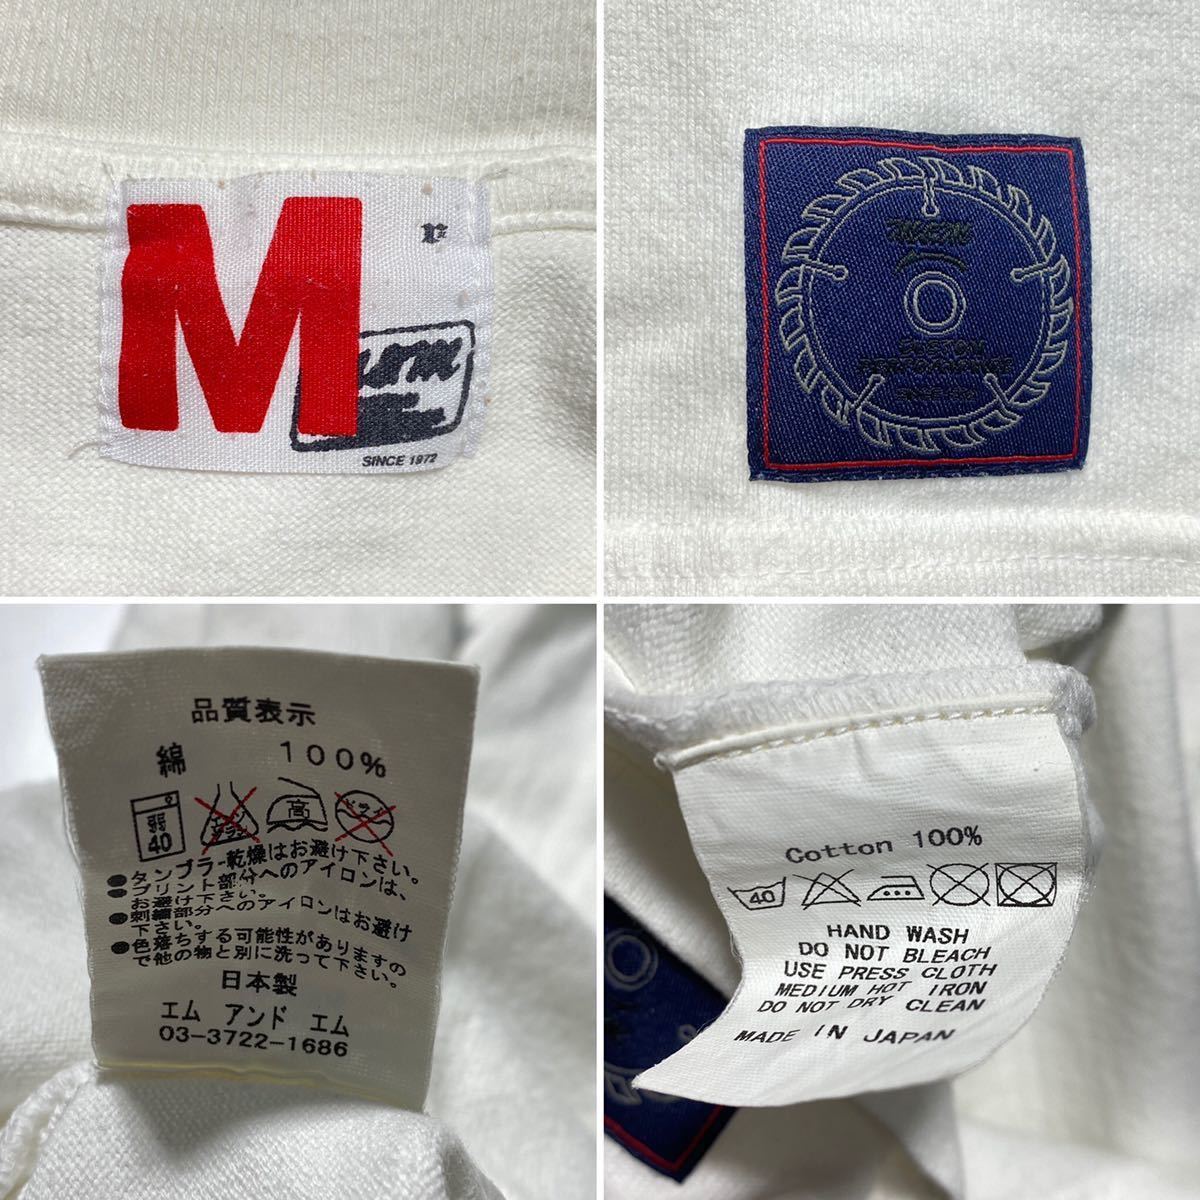 M
r
SINCE 1972
CUSTOM
PERFORMANCE
品質表示
綿 100%
40
高
ドライ
●タンブラー乾燥はお避け下さい。
●プリント部分へのアイロンは、
お避け下さい。
●刺繍部分へのアイロンはお避け
下さい。
●色落ちする可能性がありますの
で他の物と別に洗って下さい。
日本製
エム アンド エム
03-3722-1686
Cotton 100%
40
HAND WASH
DO NOT BLEACH
USE PRESS CLOTH
MEDIUM HOT IRON
DO NOT DRY CLEAN
MADE IN JAPAN